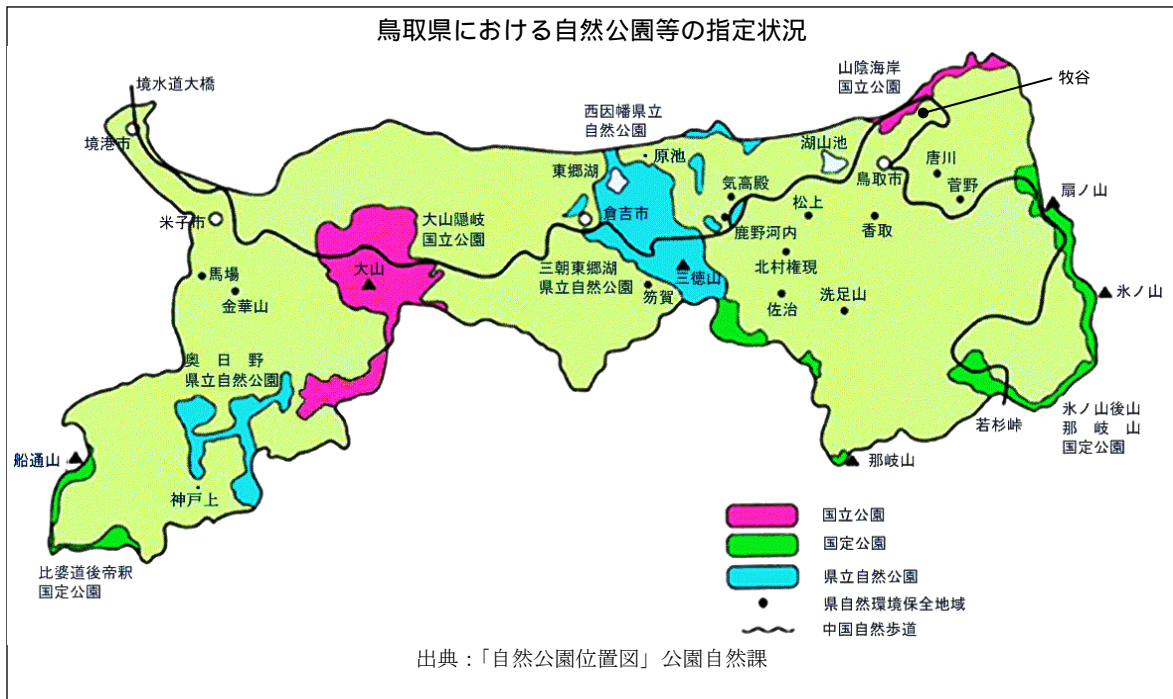 鳥取県における自然公園等の指定状況
境水道大橋
境港市
米子市
馬場
金華山
奥日野
県立自然公園
船通山
神戸上
比婆道後帝釈
国定公園
大山
大山隠岐
国立公園
西因幡県立
自然公園
東郷湖
原池
倉吉市
三朝東郷湖
県立自然公園
笏賀
三徳山
気高殿
鹿野河内
湖山池
松上
北村権現
佐治
洗足山
香取
鳥取市
唐川
菅野
山陰海岸
国立公園
牧谷
扇ノ山
氷ノ山
若杉峠
氷ノ山後山
那岐山
国定公園
那岐山
国立公園
国定公園
県立自然公園
県自然環境保全地域
中国自然歩道
出典：「自然公園位置図」公園自然課